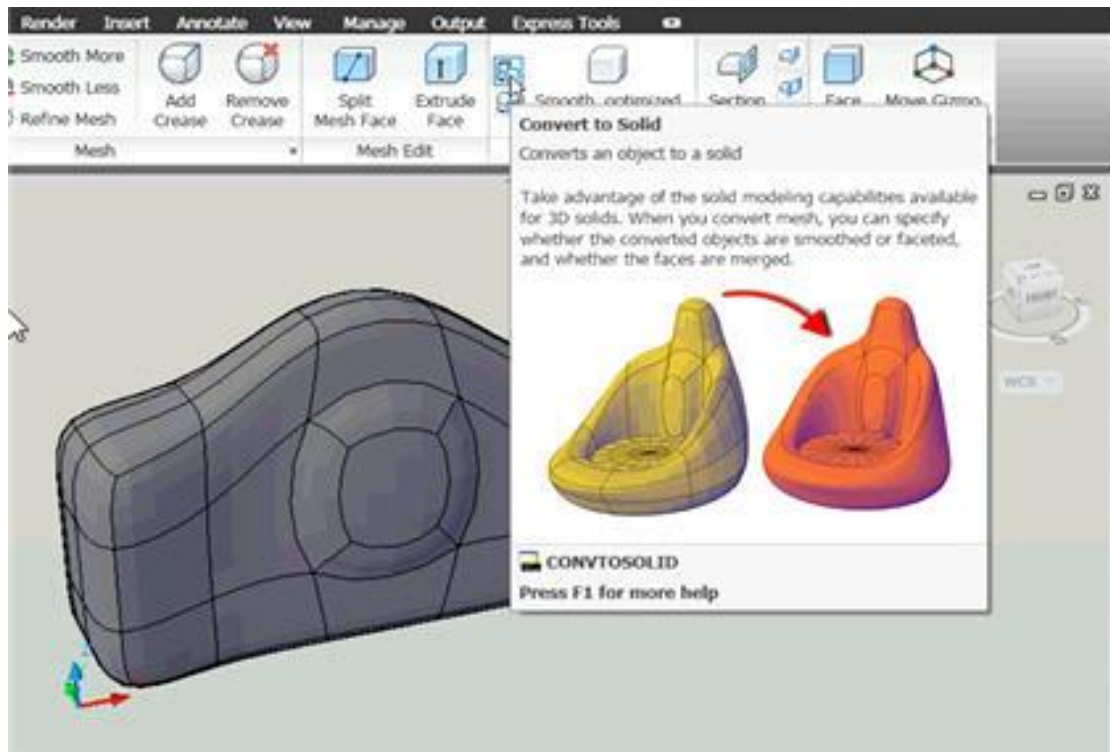 Render Insert Annotate View Manage Output Express Tools
Smooth More
Smooth Less
Refine Mesh
Add Crease
Remove Crease
Split Mesh Face
Extrude Face
Smooth, optimized
Section
Face
Move Gizmo
Mesh
Mesh Edit
Convert to Solid
Converts an object to a solid
Take advantage of the solid modeling capabilities available
for 3D solids. When you convert mesh, you can specify
whether the converted objects are smoothed or faceted,
and whether the faces are merged.
CONVTOSOLID
Press F1 for more help
FRONT
WCS